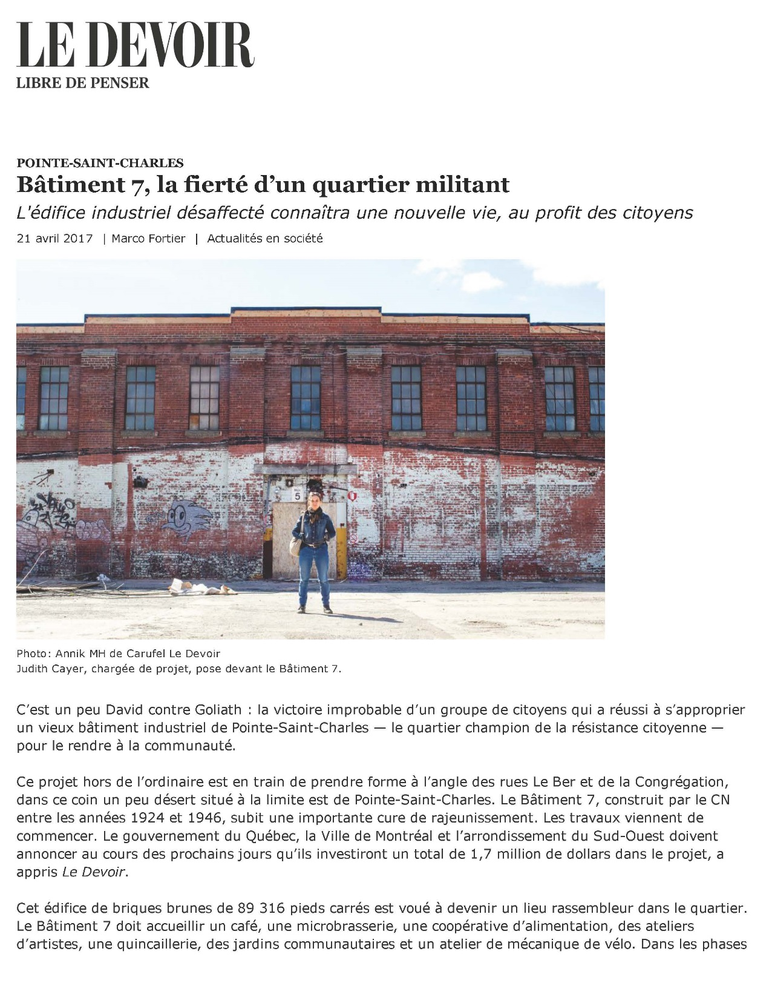 LE DEVOIR
LIBRE DE PENSER
POINTE-SAINT-CHARLES
Bâtiment 7, la fierté d’un quartier militant
L'édifice industriel désaffecté connaîtra une nouvelle vie, au profit des citoyens
21 avril 2017 | Marco Fortier | Actualités en société
5
Photo: Annik MH de Carufel Le Devoir
Judith Cayer, chargée de projet, pose devant le Bâtiment 7.
C’est un peu David contre Goliath : la victoire improbable d’un groupe de citoyens qui a réussi à s’approprier
un vieux bâtiment industriel de Pointe-Saint-Charles — le quartier champion de la résistance citoyenne —
pour le rendre à la communauté.
Ce projet hors de l’ordinaire est en train de prendre forme à l’angle des rues Le Ber et de la Congrégation,
dans ce coin un peu désert situé à la limite est de Pointe-Saint-Charles. Le Bâtiment 7, construit par le CN
entre les années 1924 et 1946, subit une importante cure de rajeunissement. Les travaux viennent de
commencer. Le gouvernement du Québec, la Ville de Montréal et l’arrondissement du Sud-Ouest doivent
annoncer au cours des prochains jours qu’ils investiront un total de 1,7 million de dollars dans le projet, a
appris Le Devoir.
Cet édifice de briques brunes de 89 316 pieds carrés est voué à devenir un lieu rassembleur dans le quartier.
Le Bâtiment 7 doit accueillir un café, une microbrasserie, une coopérative d’alimentation, des ateliers
d’artistes, une quincaillerie, des jardins communautaires et un atelier de mécanique de vélo. Dans les phases